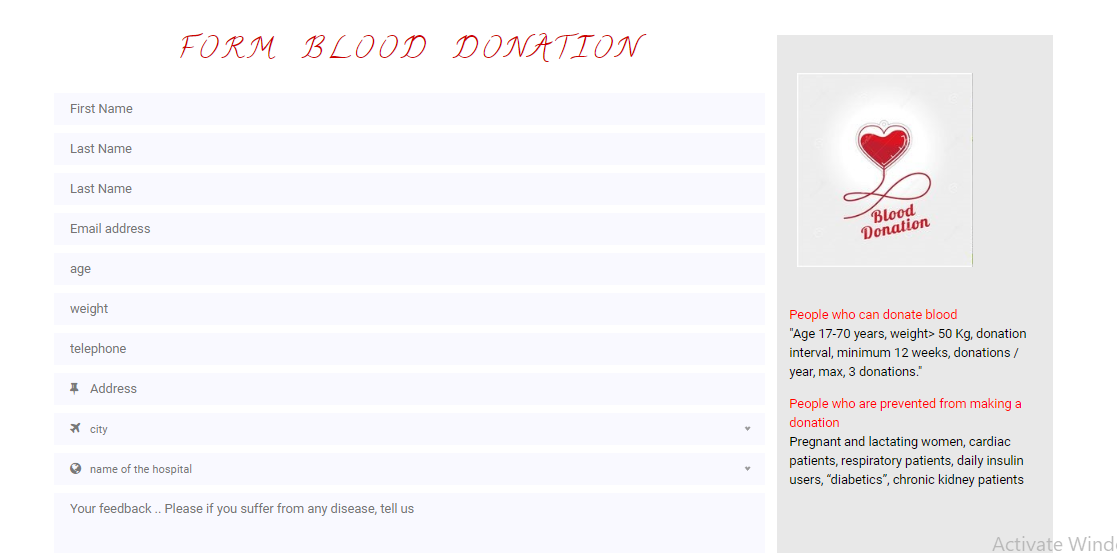 FORM BLOOD DONATION
First Name
Last Name
Last Name
Email address
age
weight
telephone
Address
city
name of the hospital
Your feedback .. Please if you suffer from any disease, tell us
Blood
Donation
People who can donate blood
"Age 17-70 years, weight> 50 Kg, donation
interval, minimum 12 weeks, donations /
year, max, 3 donations."
People who are prevented from making a
donation
Pregnant and lactating women, cardiac
patients, respiratory patients, daily insulin
users, “diabetics”, chronic kidney patients
Activate Wind